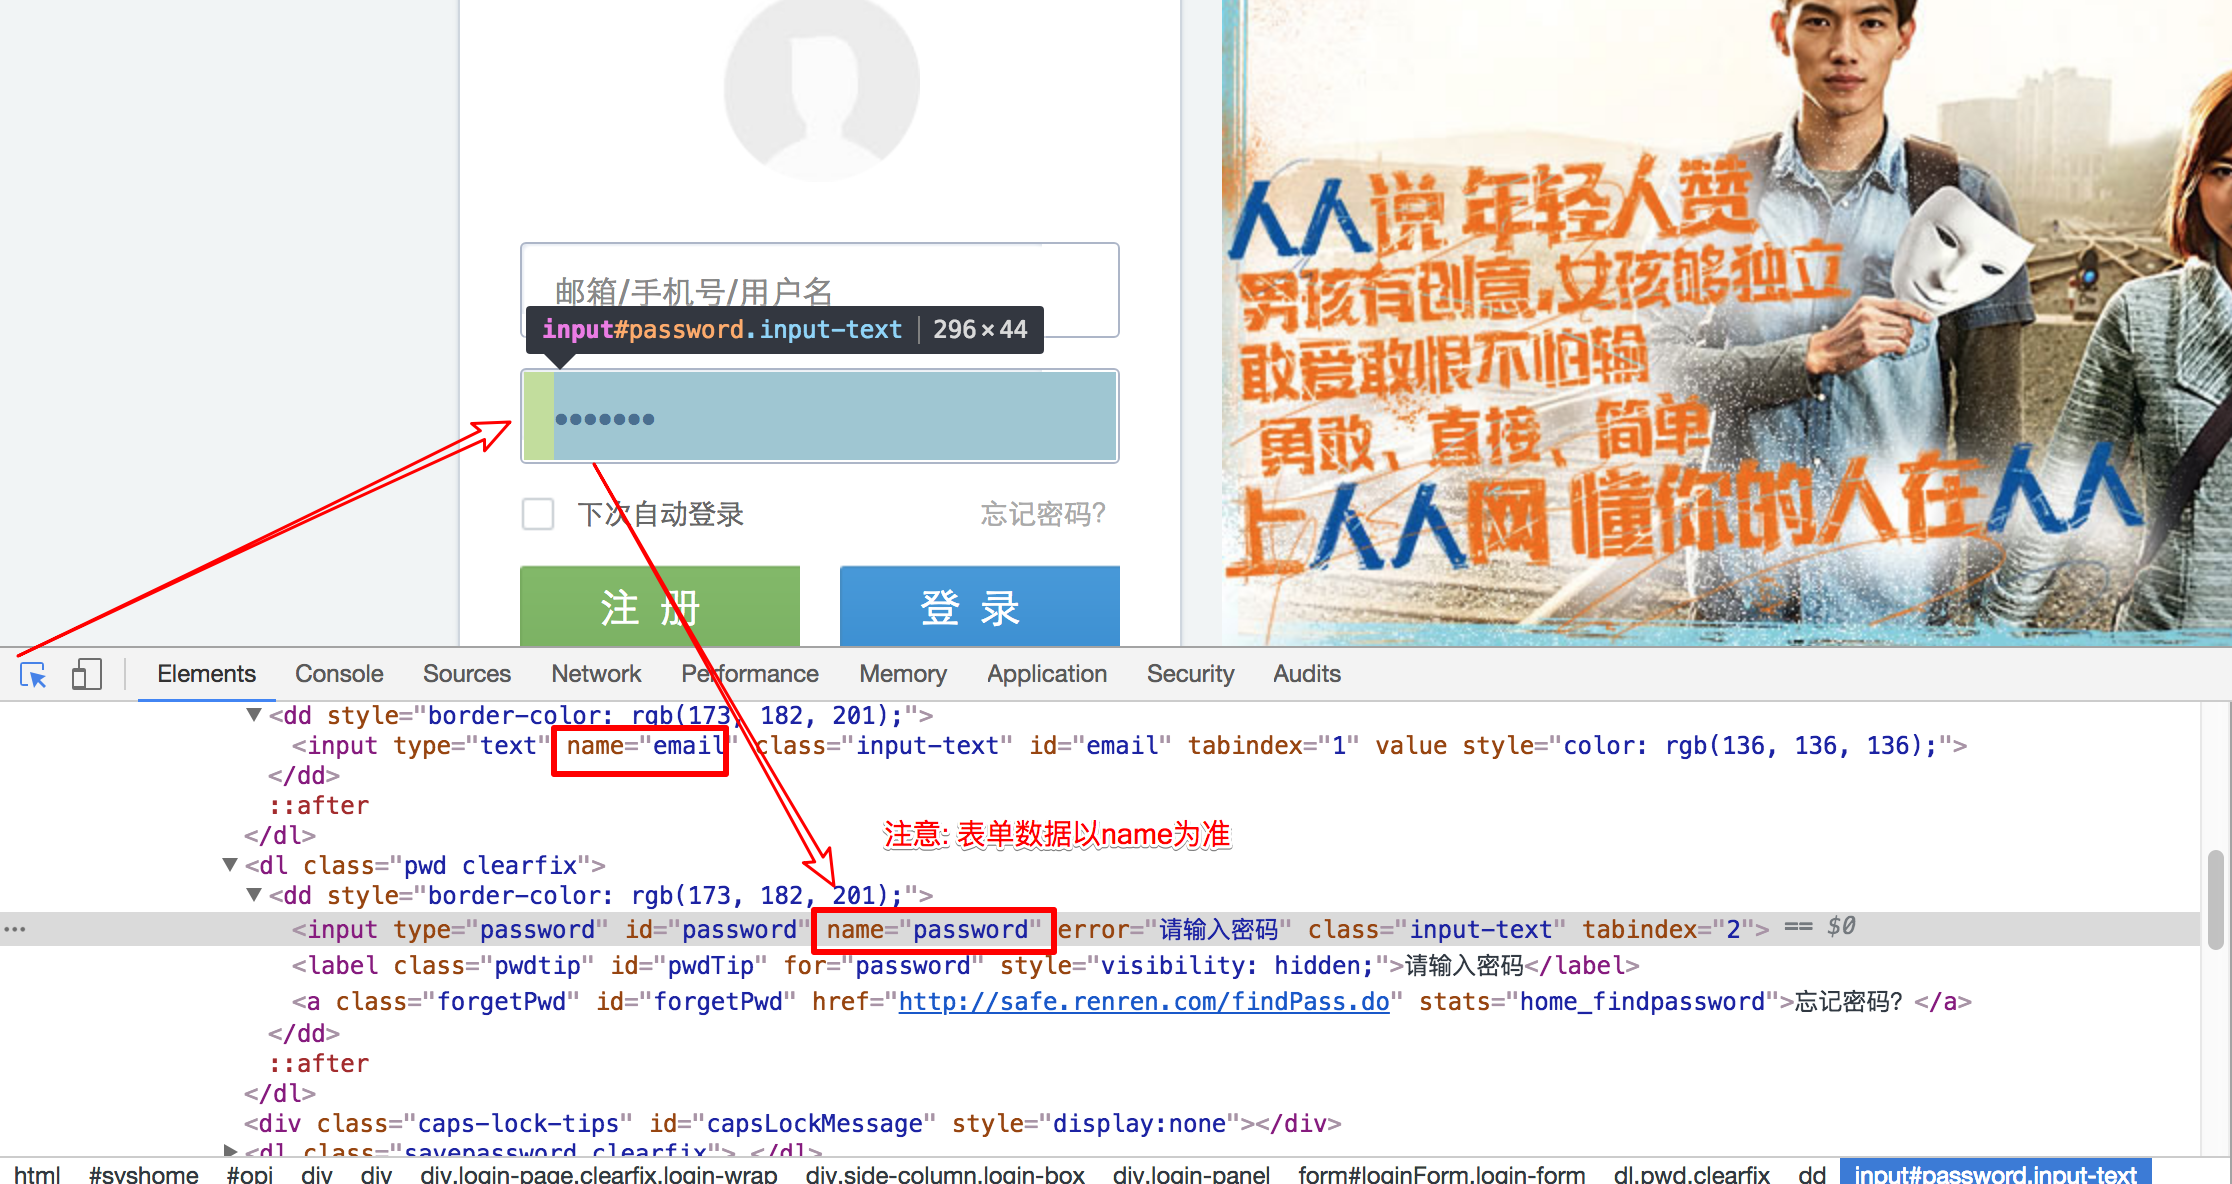 邮箱/手机号/用户名
input#password.input-text 296×44
•••••••
下次自动登录 忘记密码?
注 册 登 录
人人说 年轻人赞
男孩有创意,女孩够独立
敢爱敢恨不怕输
勇敢、直接、简单
上人人网 懂你的人在人人
Elements Console Sources Network Performance Memory Application Security Audits
▼<dd style="border-color: rgb(173, 182, 201);">
<input type="text" name="email" class="input-text" id="email" tabindex="1" value style="color: rgb(136, 136, 136);">
</dd>
::after
</dl>
注意: 表单数据以name为准
▼<dl class="pwd clearfix">
▼<dd style="border-color: rgb(173, 182, 201);">
… <input type="password" id="password" name="password" error="请输入密码" class="input-text" tabindex="2"> == $0
<label class="pwdtip" id="pwdTip" for="password" style="visibility: hidden;">请输入密码</label>
<a class="forgetPwd" id="forgetPwd" href="http://safe.renren.com/findPass.do" stats="home_findpassword">忘记密码? </a>
</dd>
::after
</dl>
<div class="caps-lock-tips" id="capsLockMessage" style="display:none"></div>
▶<dl class="savepassword clearfix">…</dl>
html #syshome #opi div div div.login-page.clearfix.login-wrap div.side-column.login-box div.login-panel form#loginForm.login-form dl.pwd.clearfix dd input#password.input-text